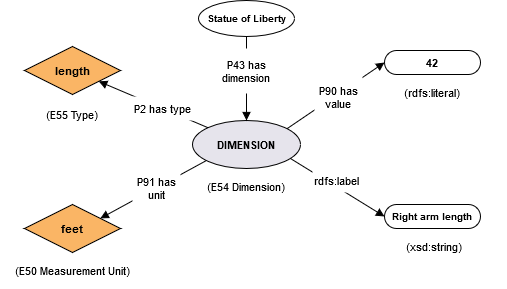 Statue of Liberty
P43 has
dimension
length
(E55 Type)
P2 has type
P90 has
value
42
(rdfs:literal)
DIMENSION
(E54 Dimension)
P91 has
unit
rdfs:label
feet
(E50 Measurement Unit)
Right arm length
(xsd:string)